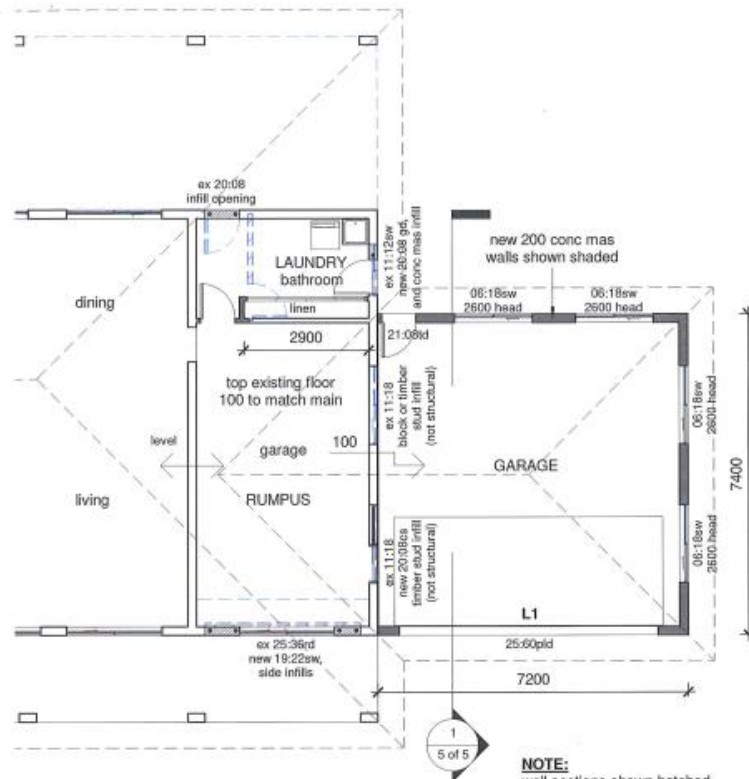 ex 20:08
infill opening
LAUNDRY
bathroom
linen
2900
dining
living
level
top existing floor
100 to match main
garage
RUMPUS
100
ex 11:12sw
new 20:08 gd,
and conc mas infill
new 200 conc mas
walls shown shaded
06:18sw
2600 head
06:18sw
2600 head
21:08td
ex 11:18
block or timber
stud infill
(not structural)
GARAGE
06:18sw
2600 head
7400
ex 11:18
new 20:08cs
timber stud infill
(not structural)
06:18sw
2600 head
L1
25:60pld
ex 25:36rd
new 19:22sw,
side infills
7200
1
5 of 5
NOTE:
wall sections shown hatched